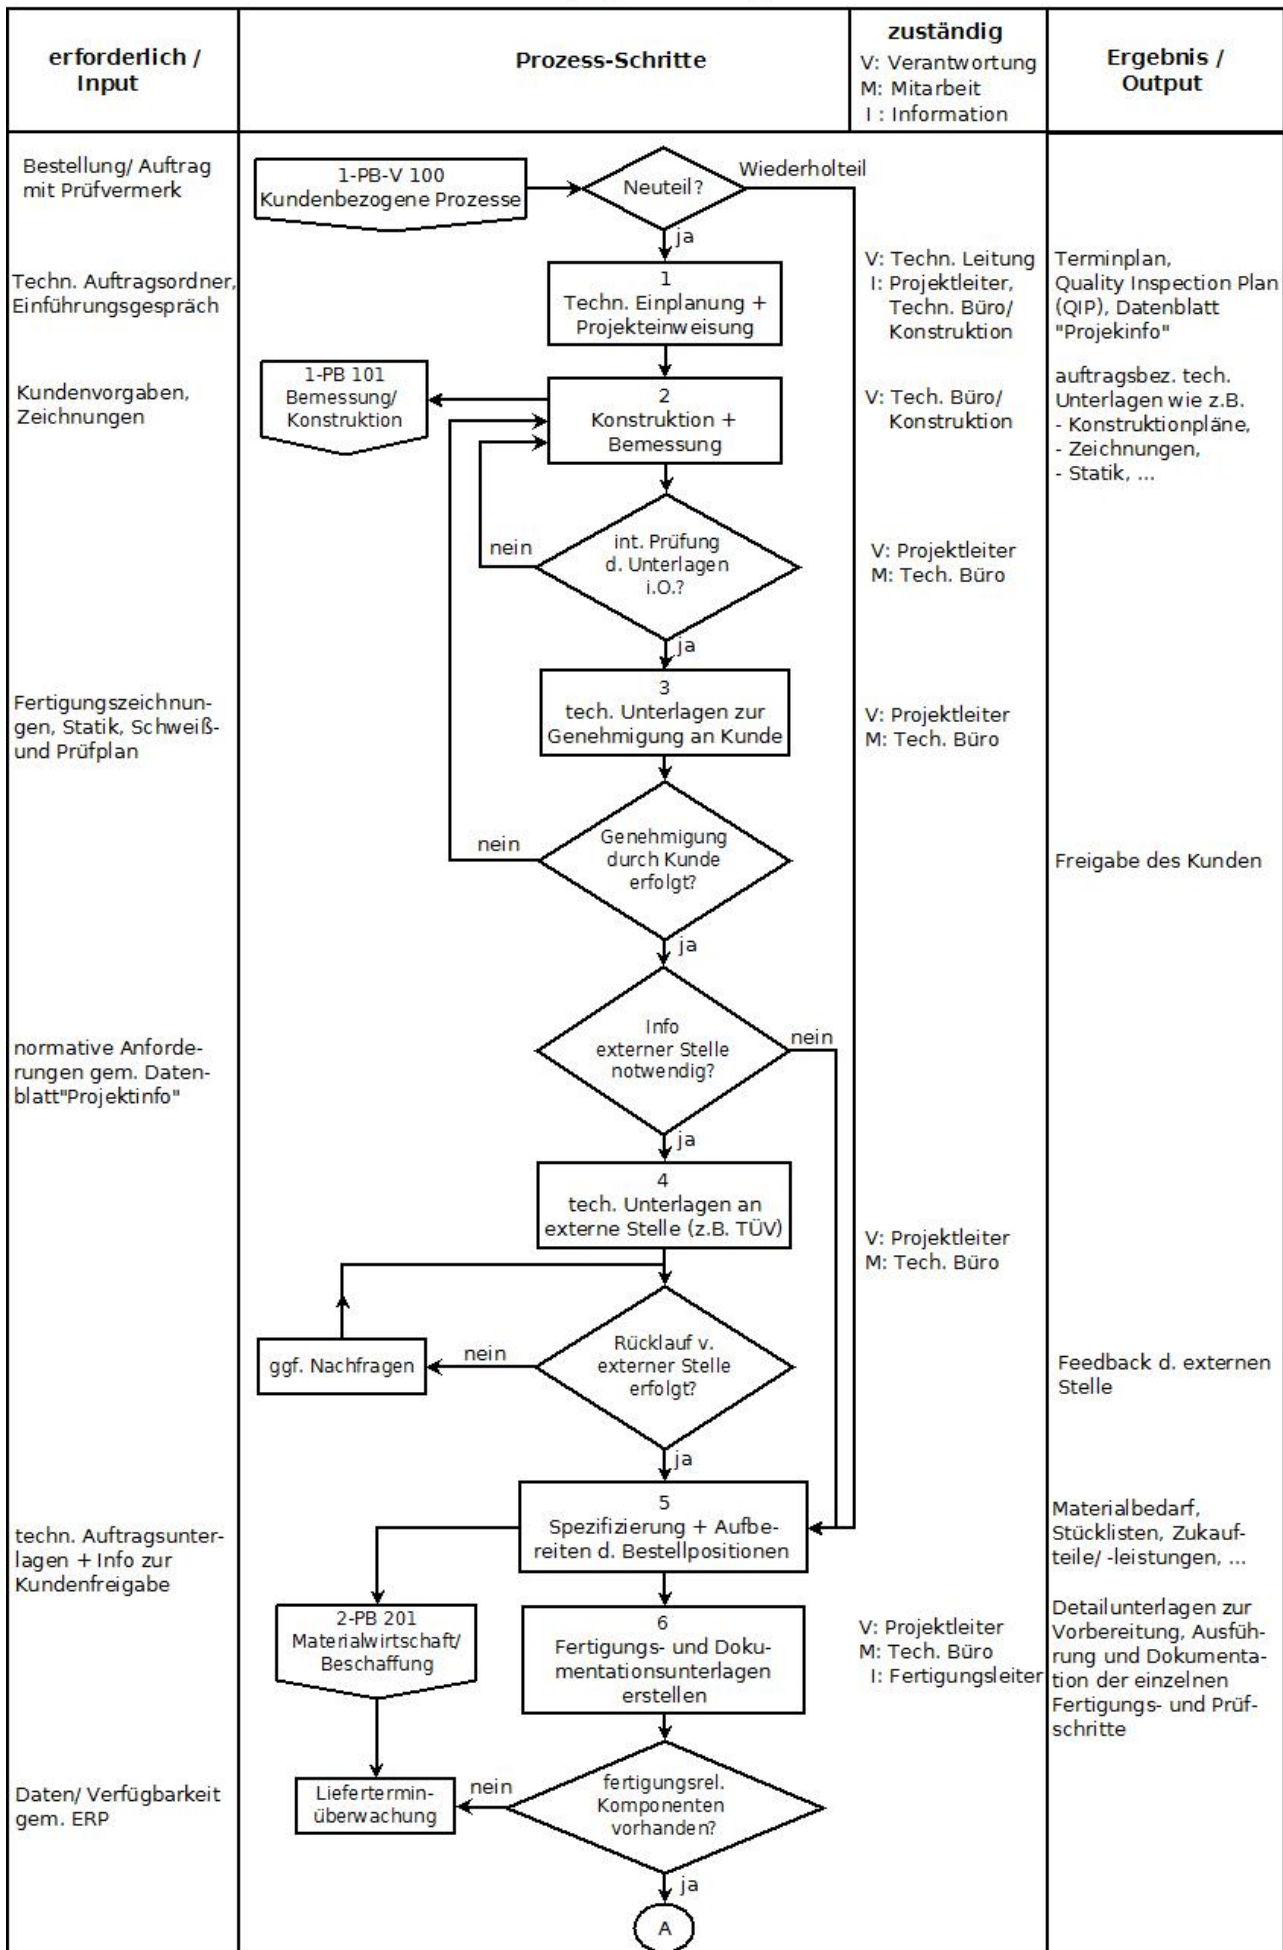 erforderlich /
Input
Prozess-Schritte
zuständig
V: Verantwortung
M: Mitarbeit
I : Information
Ergebnis /
Output
Bestellung/ Auftrag
mit Prüfvermerk
1-PB-V 100
Kundenbezogene Prozesse
Neuteil?
Wiederholteil
ja
Techn. Auftragsordner,
Einführungsgespräch
1
Techn. Einplanung +
Projekteinweisung
V: Techn. Leitung
I: Projektleiter,
Techn. Büro/
Konstruktion
Terminplan,
Quality Inspection Plan
(QIP), Datenblatt
"Projekinfo"
Kundenvorgaben,
Zeichnungen
1-PB 101
Bemessung/
Konstruktion
2
Konstruktion +
Bemessung
V: Tech. Büro/
Konstruktion
auftragsbez. tech.
Unterlagen wie z.B.
- Konstruktionpläne,
- Zeichnungen,
- Statik, ...
nein
int. Prüfung
d. Unterlagen
i.O.?
V: Projektleiter
M: Tech. Büro
ja
Fertigungszeichnun-
gen, Statik, Schweiß-
und Prüfplan
3
tech. Unterlagen zur
Genehmigung an Kunde
V: Projektleiter
M: Tech. Büro
nein
Genehmigung
durch Kunde
erfolgt?
Freigabe des Kunden
ja
normative Anforde-
rungen gem. Daten-
blatt"Projektinfo"
Info
externer Stelle
notwendig?
nein
ja
4
tech. Unterlagen an
externe Stelle (z.B. TÜV)
V: Projektleiter
M: Tech. Büro
ggf. Nachfragen
nein
Rücklauf v.
externer Stelle
erfolgt?
Feedback d. externen
Stelle
ja
techn. Auftragsunter-
lagen + Info zur
Kundenfreigabe
5
Spezifizierung + Aufbe-
reiten d. Bestellpositionen
Materialbedarf,
Stücklisten, Zukauf-
teile/ -leistungen, ...
2-PB 201
Materialwirtschaft/
Beschaffung
6
Fertigungs- und Doku-
mentationsunterlagen
erstellen
V: Projektleiter
M: Tech. Büro
I: Fertigungsleiter
Detailunterlagen zur
Vorbereitung, Ausfüh-
rung und Dokumenta-
tion der einzelnen
Fertigungs- und Prüf-
schritte
Daten/ Verfügbarkeit
gem. ERP
Liefertermin-
überwachung
nein
fertigungsrel.
Komponenten
vorhanden?
ja
A